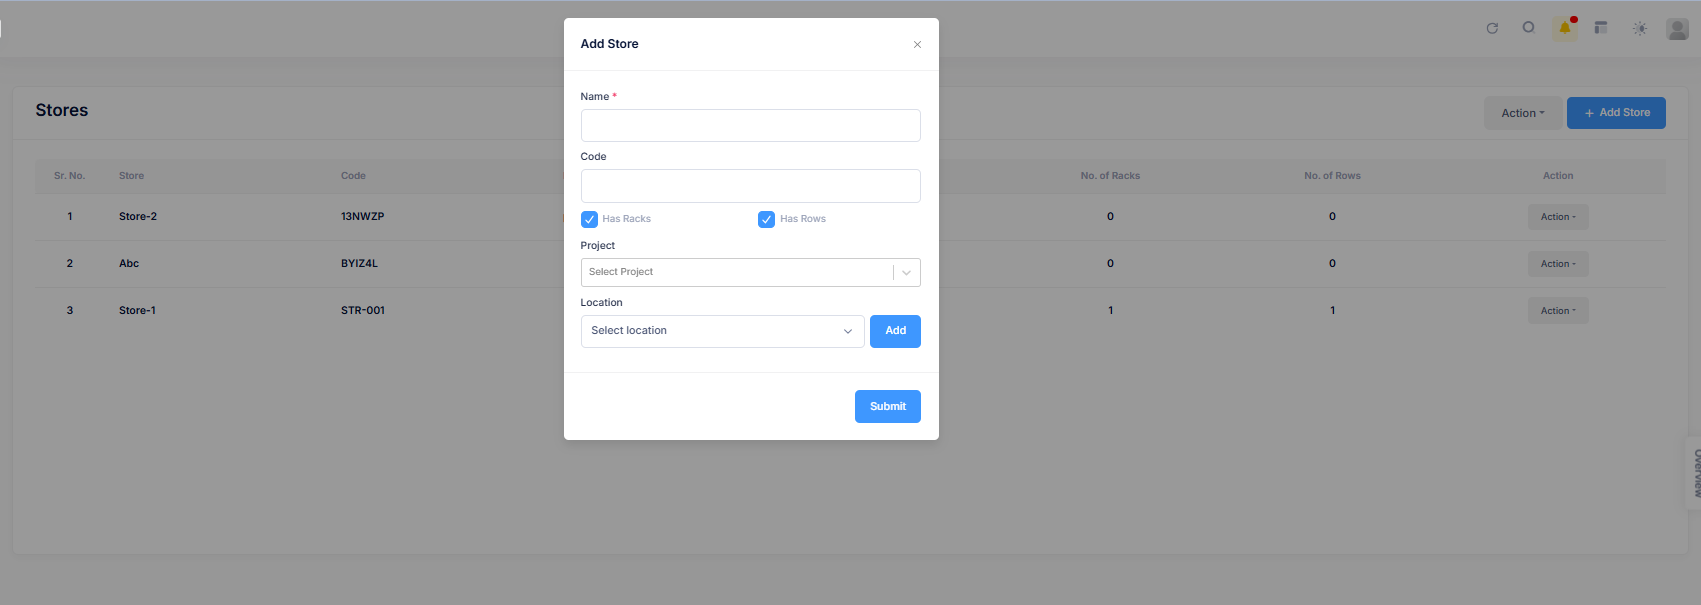 Add Store
Name *
Code
Has Racks Has Rows
Project
Select Project
Location
Select location Add
Submit
Stores
Action + Add Store
Sr. No. Store Code No. of Racks No. of Rows Action
1 Store-2 13NWZP 0 0 Action
2 Abc BYIZ4L 0 0 Action
3 Store-1 STR-001 1 1 Action
Overview